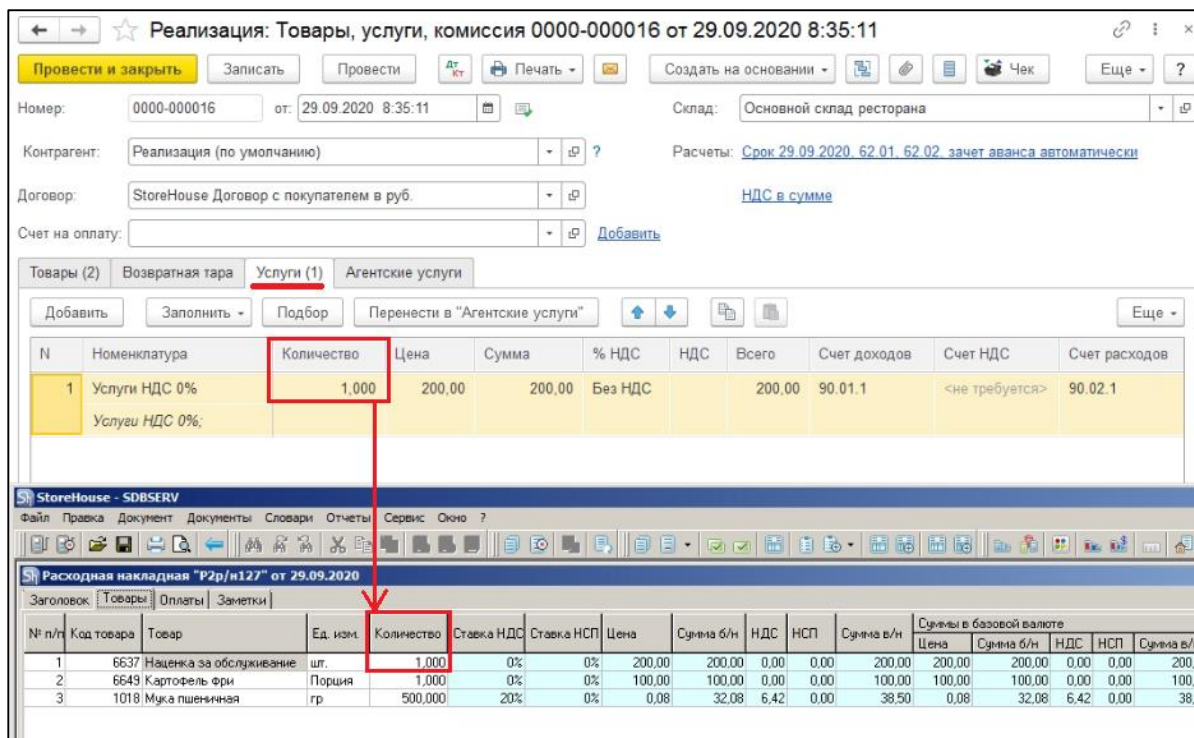 Реализация: Товары, услуги, комиссия 0000-000016 от 29.09.2020 8:35:11
Провести и закрыть Записать Провести Дт Кт Печать Создать на основании Чек Еще ?
Номер: 0000-000016 от: 29.09.2020 8:35:11 Склад: Основной склад ресторана
Контрагент: Реализация (по умолчанию) ? Расчеты: Срок 29.09.2020, 62.01, 62.02, зачет аванса автоматически
Договор: StoreHouse Договор с покупателем в руб. НДС в сумме
Счет на оплату: Добавить
Товары (2) Возвратная тара Услуги (1) Агентские услуги
Добавить Заполнить Подбор Перенести в "Агентские услуги" Еще
N Номенклатура Количество Цена Сумма % НДС НДС Всего Счет доходов Счет НДС Счет расходов
1 Услуги НДС 0% 1,000 200,00 200,00 Без НДС 200,00 90.01.1 <не требуется> 90.02.1
Услуги НДС 0%;
StoreHouse - SDBSERV
Файл Правка Документ Документы Словари Отчеты Сервис Окно ?
Расходная накладная "Р2р/н127" от 29.09.2020
Заголовок Товары Оплаты Заметки
№ п/п Код товара Товар Ед. изм. Количество Ставка НДС Ставка НСП Цена Сумма б/н НДС НСП Сумма в/н Суммы в базовой валюте
Цена Сумма б/н НДС НСП Сумма в/
1 6637 Наценка за обслуживание шт. 1,000 0% 0% 200,00 200,00 0,00 0,00 200,00 200,00 200,00 0,00 0,00 200,
2 6649 Картофель фри Порция 1,000 0% 0% 100,00 100,00 0,00 0,00 100,00 100,00 100,00 0,00 0,00 100,
3 1018 Мука пшеничная гр 500,000 20% 0% 0,08 32,08 6,42 0,00 38,50 0,08 32,08 6,42 0,00 38,